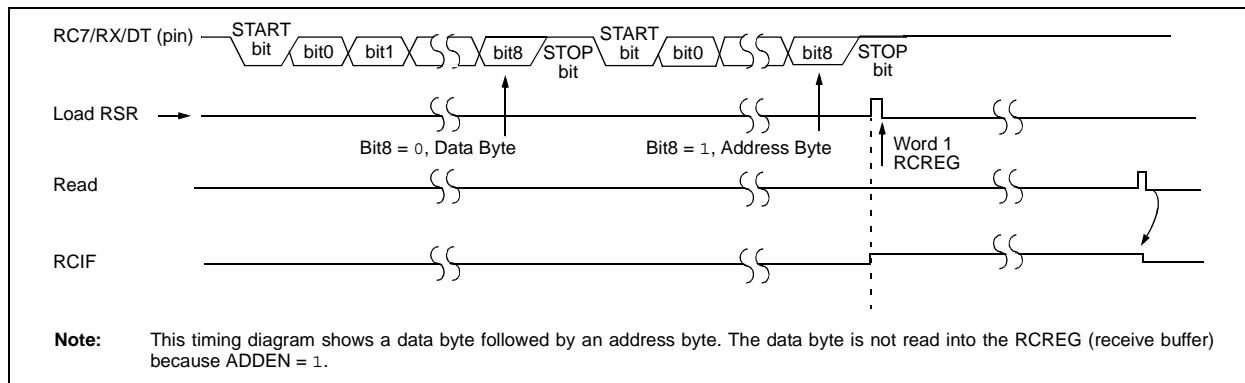 RC7/RX/DT (pin)
START
bit
bit0
bit1
bit8
STOP
bit
START
bit
bit0
bit8
STOP
bit
Load RSR
Bit8 = 0, Data Byte
Bit8 = 1, Address Byte
Word 1
RCREG
Read
RCIF
Note: This timing diagram shows a data byte followed by an address byte. The data byte is not read into the RCREG (receive buffer)
because ADDEN = 1.